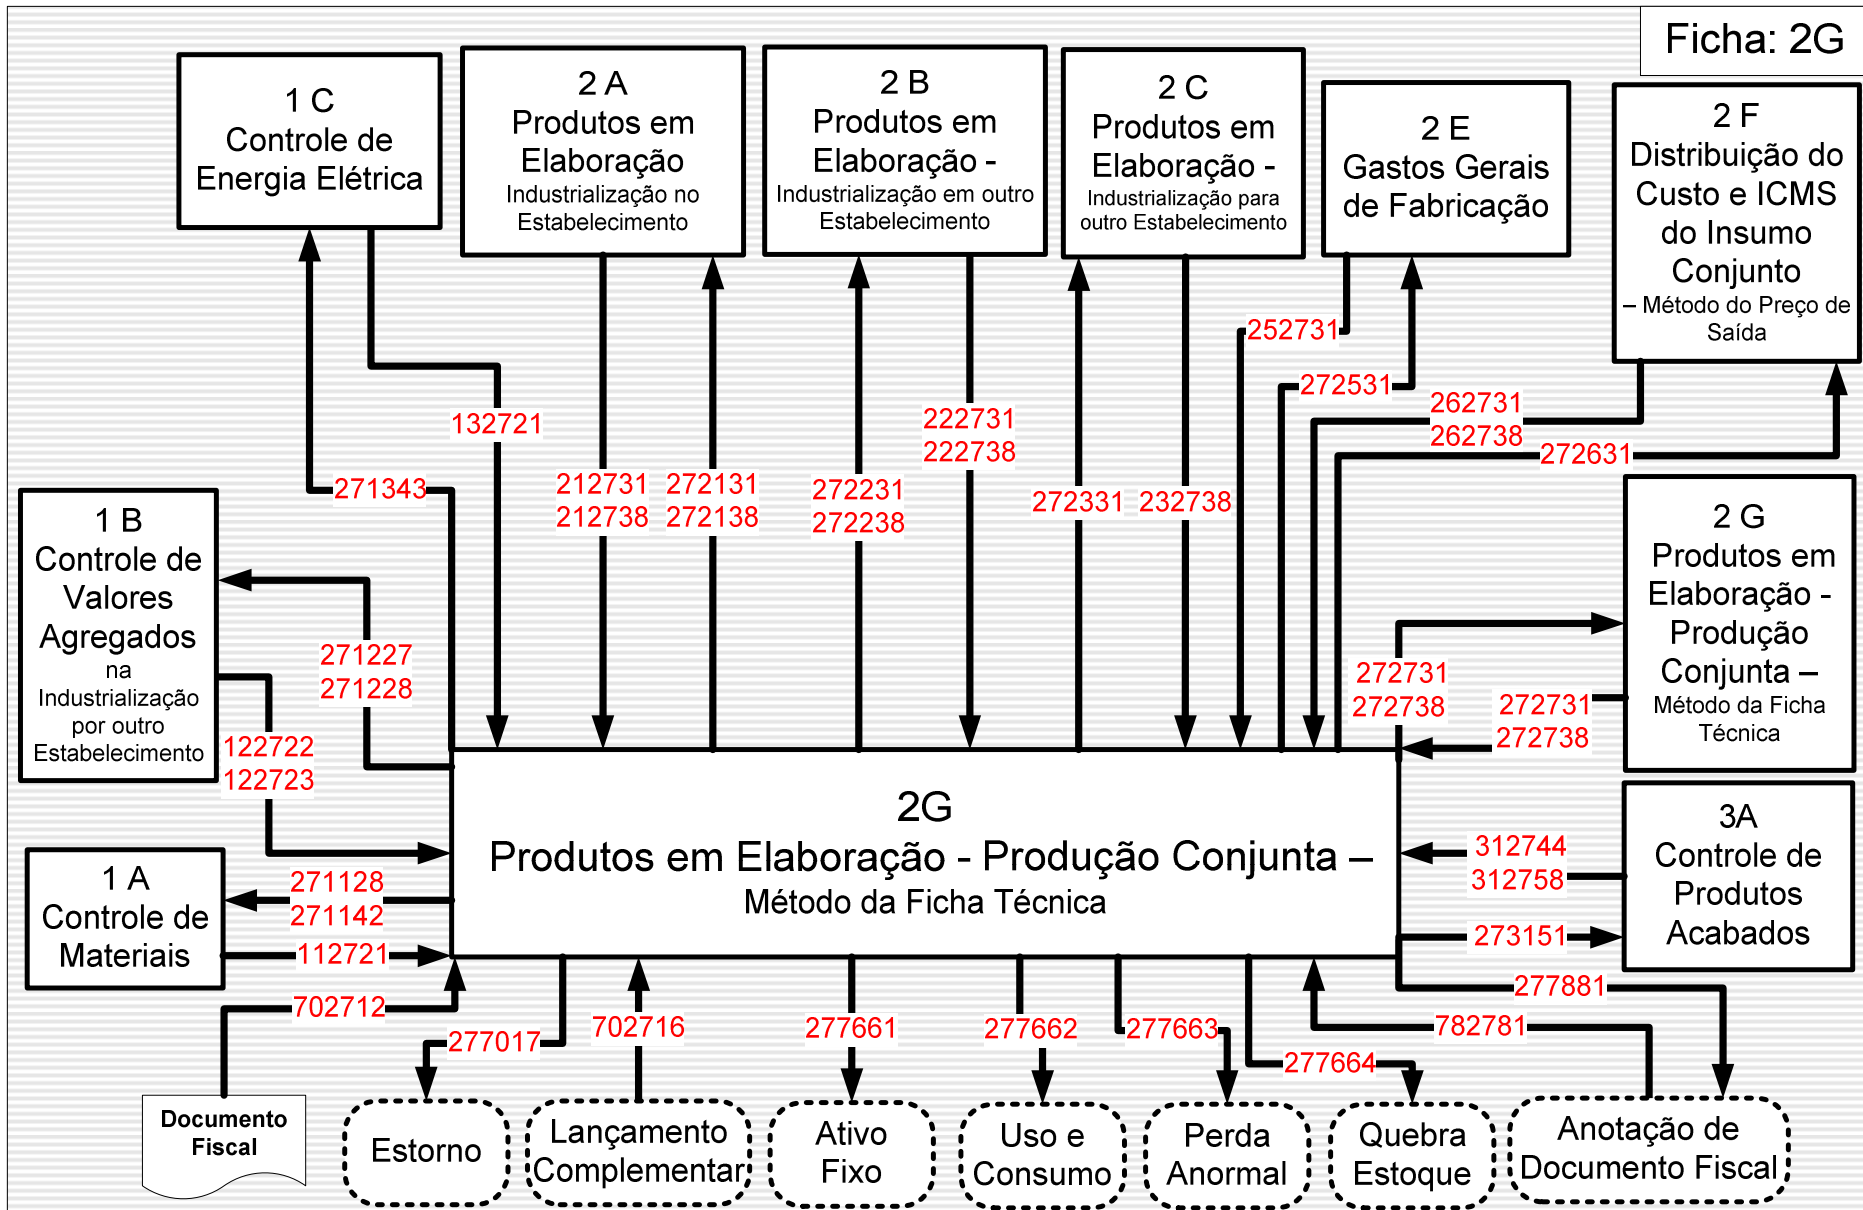 Ficha: 2G
1 C
Controle de
Energia Elétrica
2 A
Produtos em
Elaboração
Industrialização no
Estabelecimento
2 B
Produtos em
Elaboração -
Industrialização em outro
Estabelecimento
2 C
Produtos em
Elaboração -
Industrialização para
outro Estabelecimento
2 E
Gastos Gerais
de Fabricação
2 F
Distribuição do
Custo e ICMS
do Insumo
Conjunto
– Método do Preço de
Saída
252731
272531
132721
222731
222738
262731
262738
272631
271343
212731
212738
272131
272138
272231
272238
272331
232738
1 B
Controle de
Valores
Agregados
na
Industrialização
por outro
Estabelecimento
2 G
Produtos em
Elaboração -
Produção
Conjunta –
Método da Ficha
Técnica
271227
271228
272731
272738
272731
272738
122722
122723
2G
Produtos em Elaboração - Produção Conjunta –
Método da Ficha Técnica
3A
Controle de
Produtos
Acabados
312744
312758
273151
1 A
Controle de
Materiais
271128
271142
112721
702712
277017
702716
277661
277662
277663
277664
782781
277881
Documento
Fiscal
Estorno
Lançamento
Complementar
Ativo
Fixo
Uso e
Consumo
Perda
Anormal
Quebra
Estoque
Anotação de
Documento Fiscal